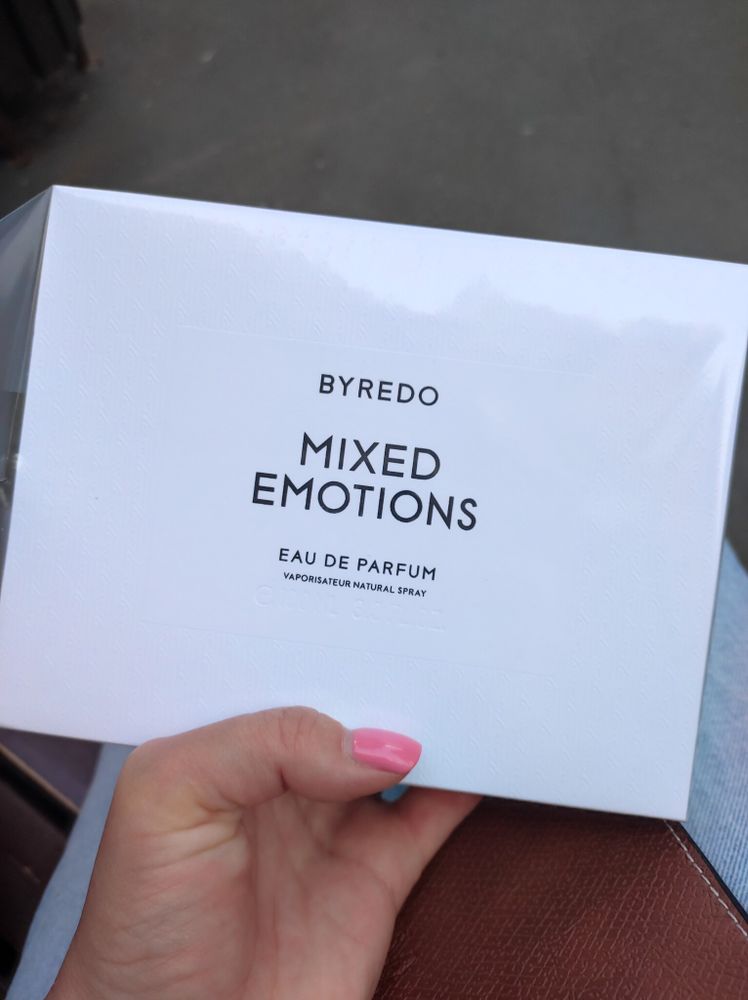 BYREDO
MIXED
EMOTIONS
EAU DE PARFUM
VAPORISATEUR NATURAL SPRAY